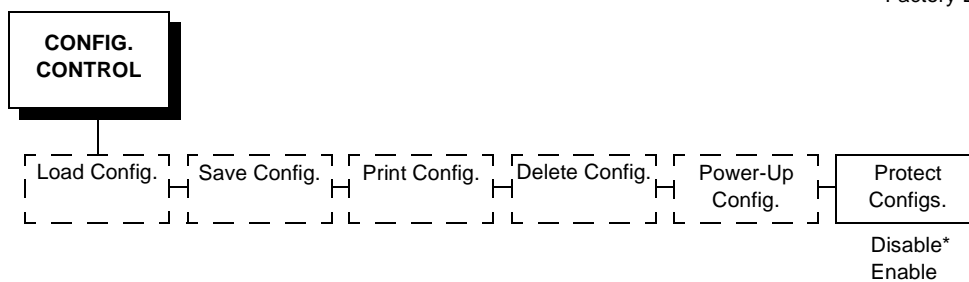 Factory
CONFIG.
CONTROL
Load Config.
Save Config.
Print Config.
Delete Config.
Power-Up
Config.
Protect
Configs.
Disable*
Enable